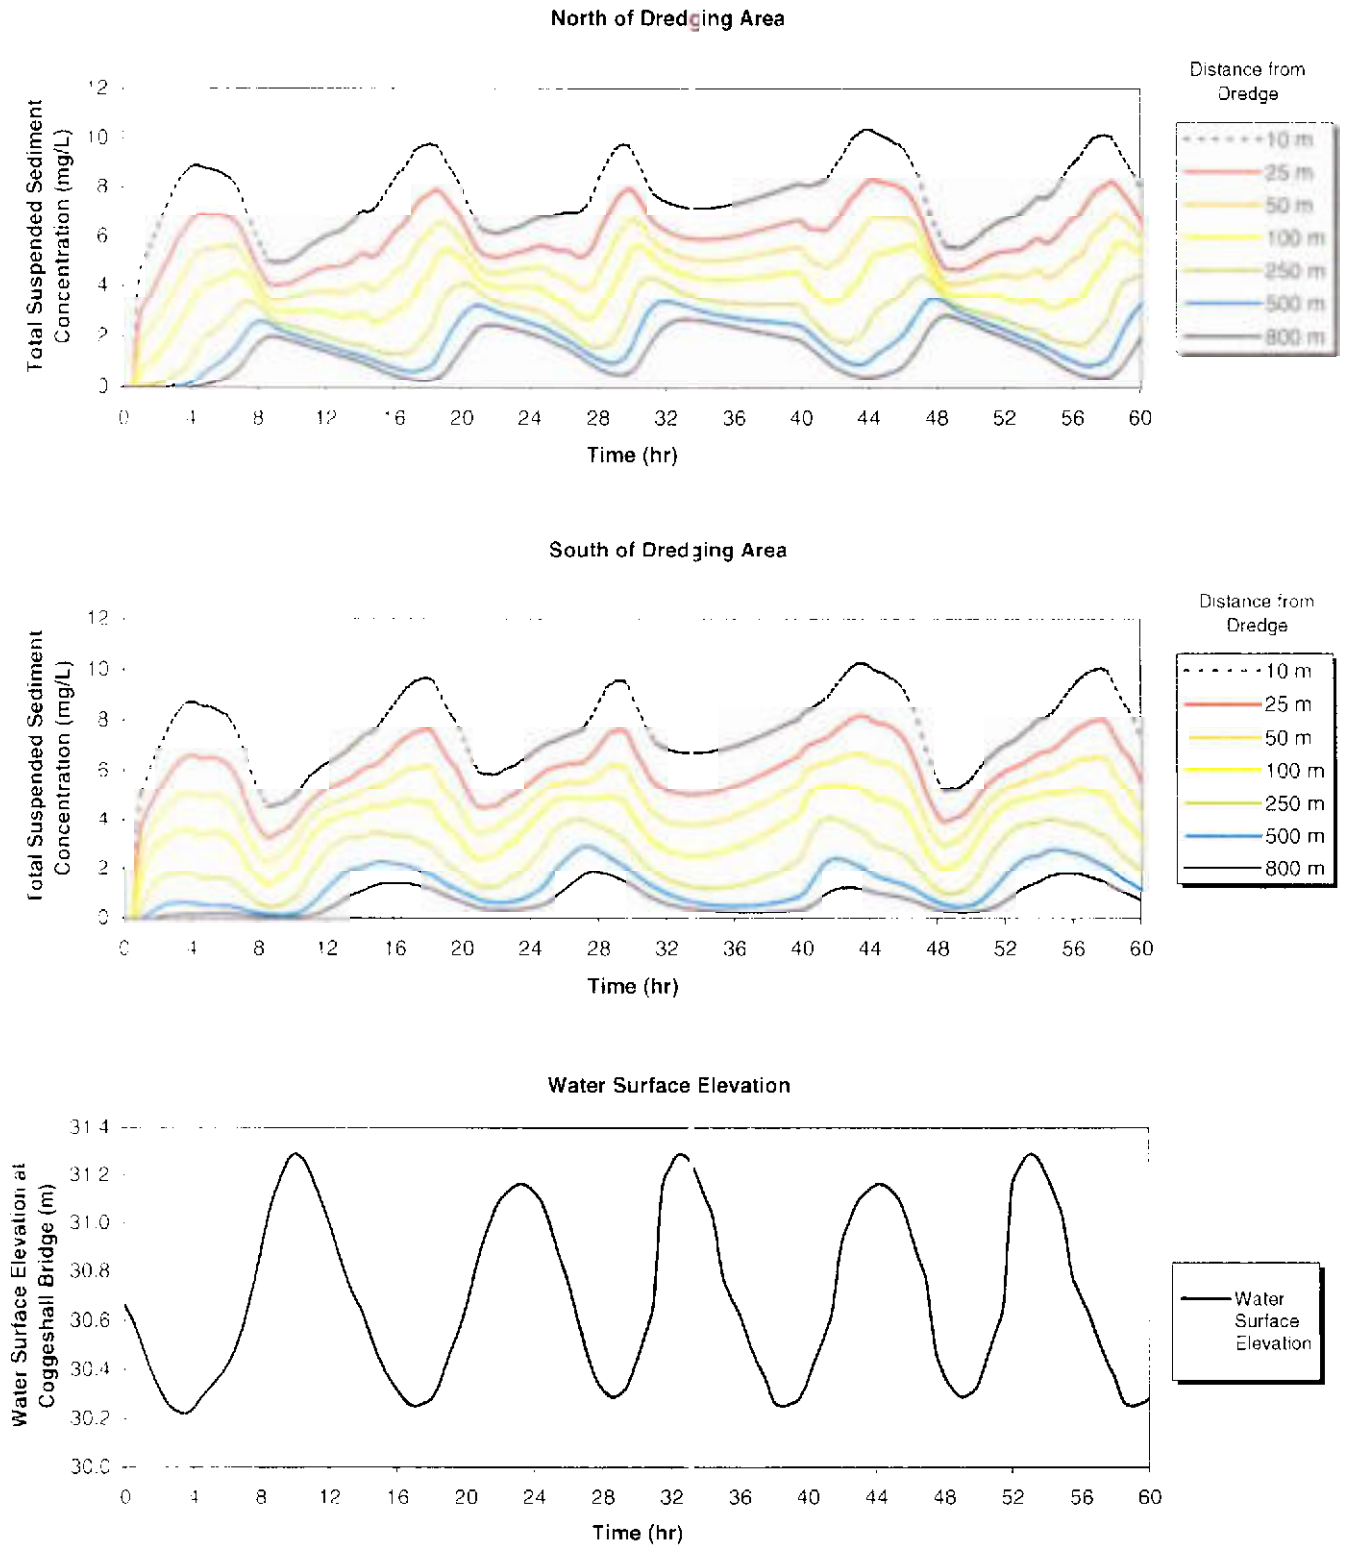 North of Dredging Area
Total Suspended Sediment
Concentration (mg/L)
12
10
8
6
4
2
0
0 4 8 12 16 20 24 28 32 36 40 44 48 52 56 60
Time (hr)
Distance from
Dredge
10 m
25 m
50 m
100 m
250 m
500 m
800 m
South of Dredging Area
Total Suspended Sediment
Concentration (mg/L)
12
10
8
6
4
2
0
0 4 8 12 16 20 24 28 32 36 40 44 48 52 56 60
Time (hr)
Distance from
Dredge
10 m
25 m
50 m
100 m
250 m
500 m
800 m
Water Surface Elevation
Water Surface Elevation at
Coggeshall Bridge (m)
31.4
31.2
31.0
30.8
30.6
30.4
30.2
30.0
0 4 8 12 16 20 24 28 32 36 40 44 48 52 56 60
Time (hr)
Water
Surface
Elevation